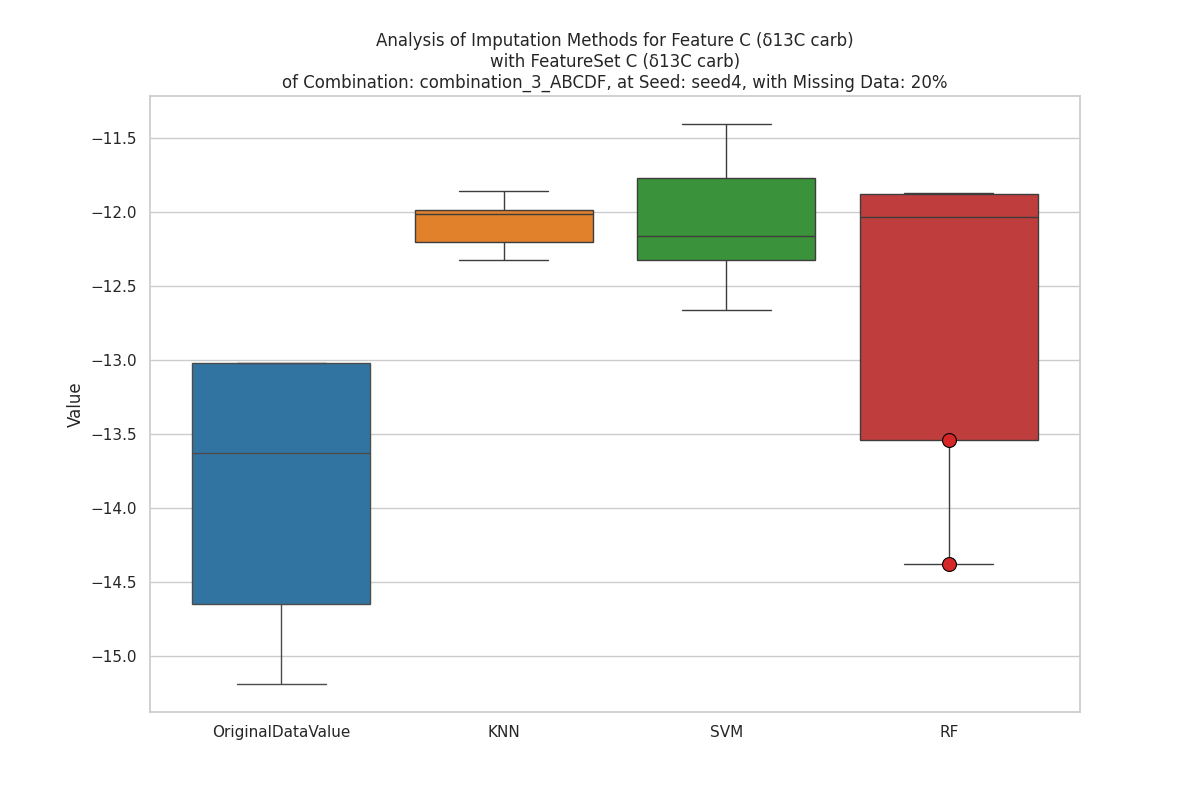 Analysis of Imputation Methods for Feature C (δ13C carb)
with FeatureSet C (δ13C carb)
of Combination: combination_3_ABCDF, at Seed: seed4, with Missing Data: 20%
Value
−11.5
−12.0
−12.5
−13.0
−13.5
−14.0
−14.5
−15.0
OriginalDataValue
KNN
SVM
RF